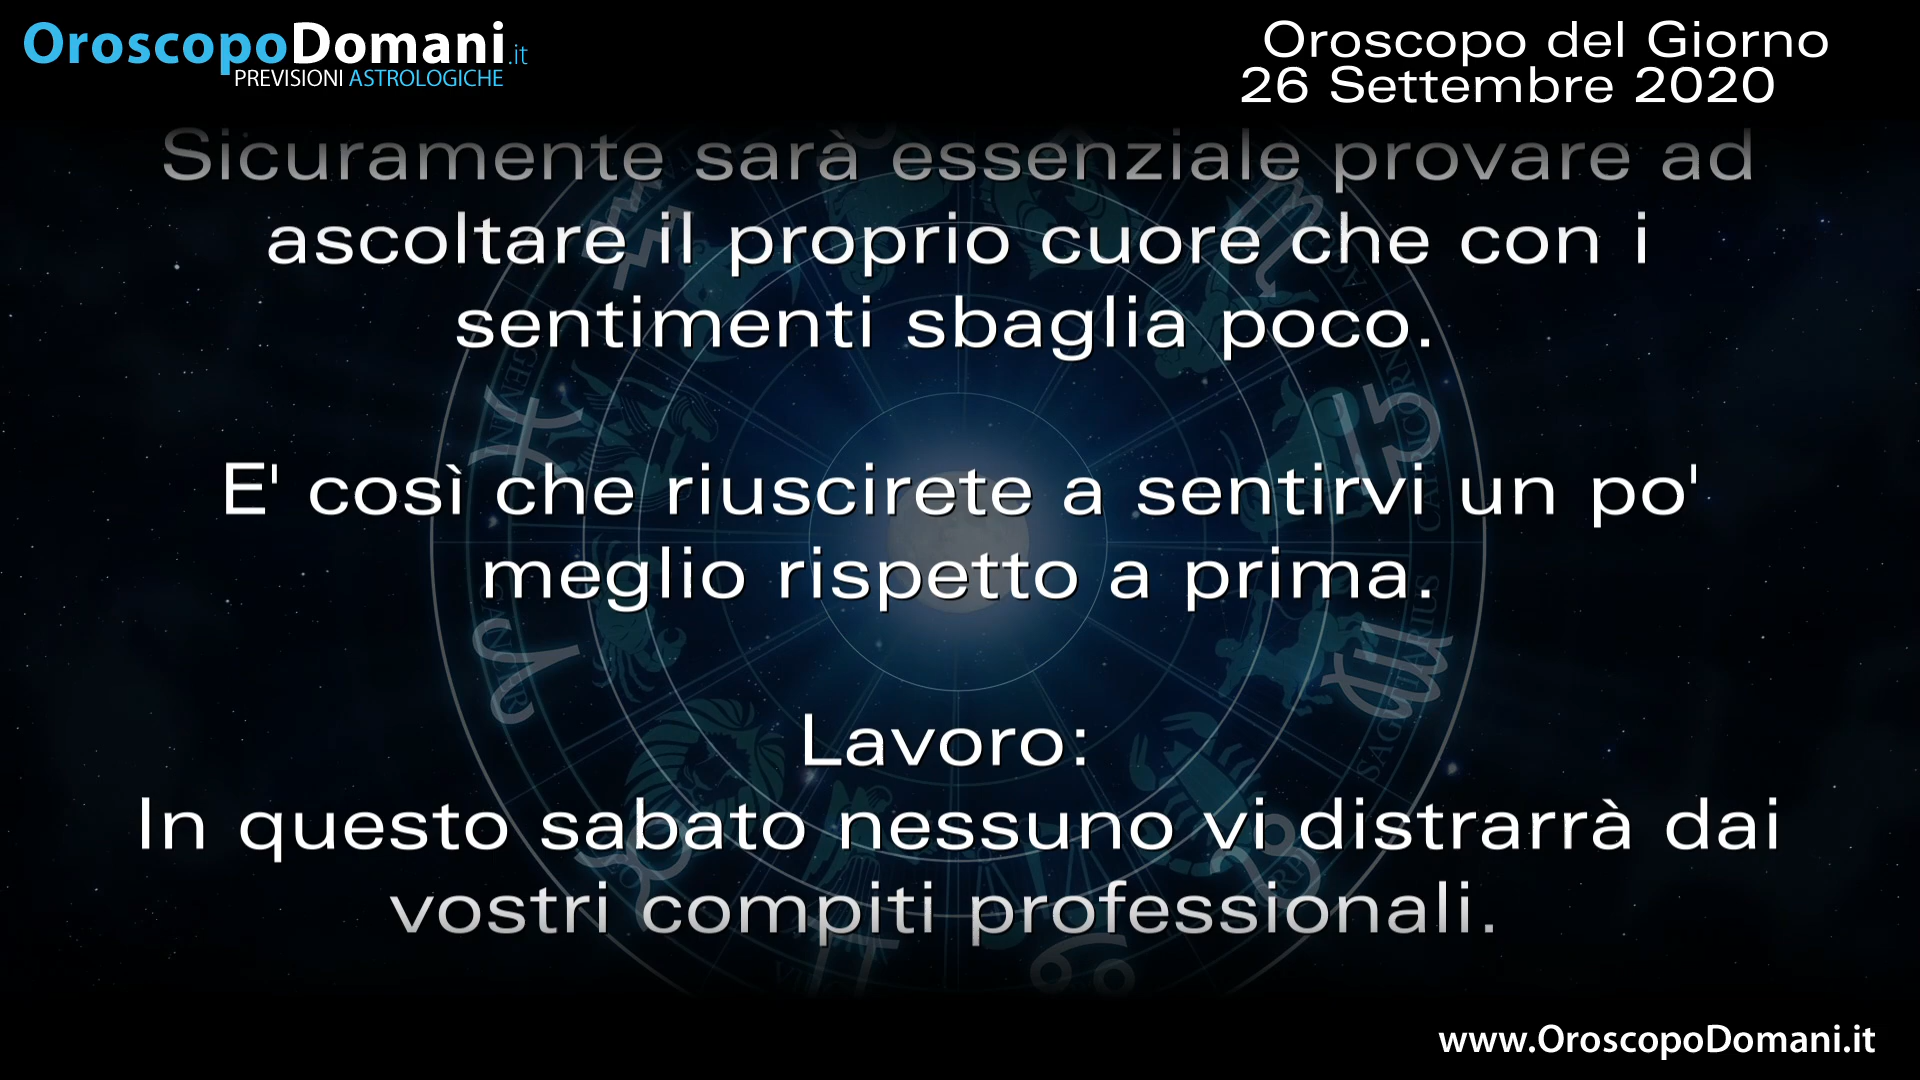 OroscopoDomani.it
PREVISIONI ASTROLOGICHE
Oroscopo del Giorno
26 Settembre 2020
Sicuramente sarà essenziale provare ad
ascoltare il proprio cuore che con i
sentimenti sbaglia poco.
E' così che riuscirete a sentirvi un po'
meglio rispetto a prima.
Lavoro:
In questo sabato nessuno vi distrarrà dai
vostri compiti professionali.
www.OroscopoDomani.it